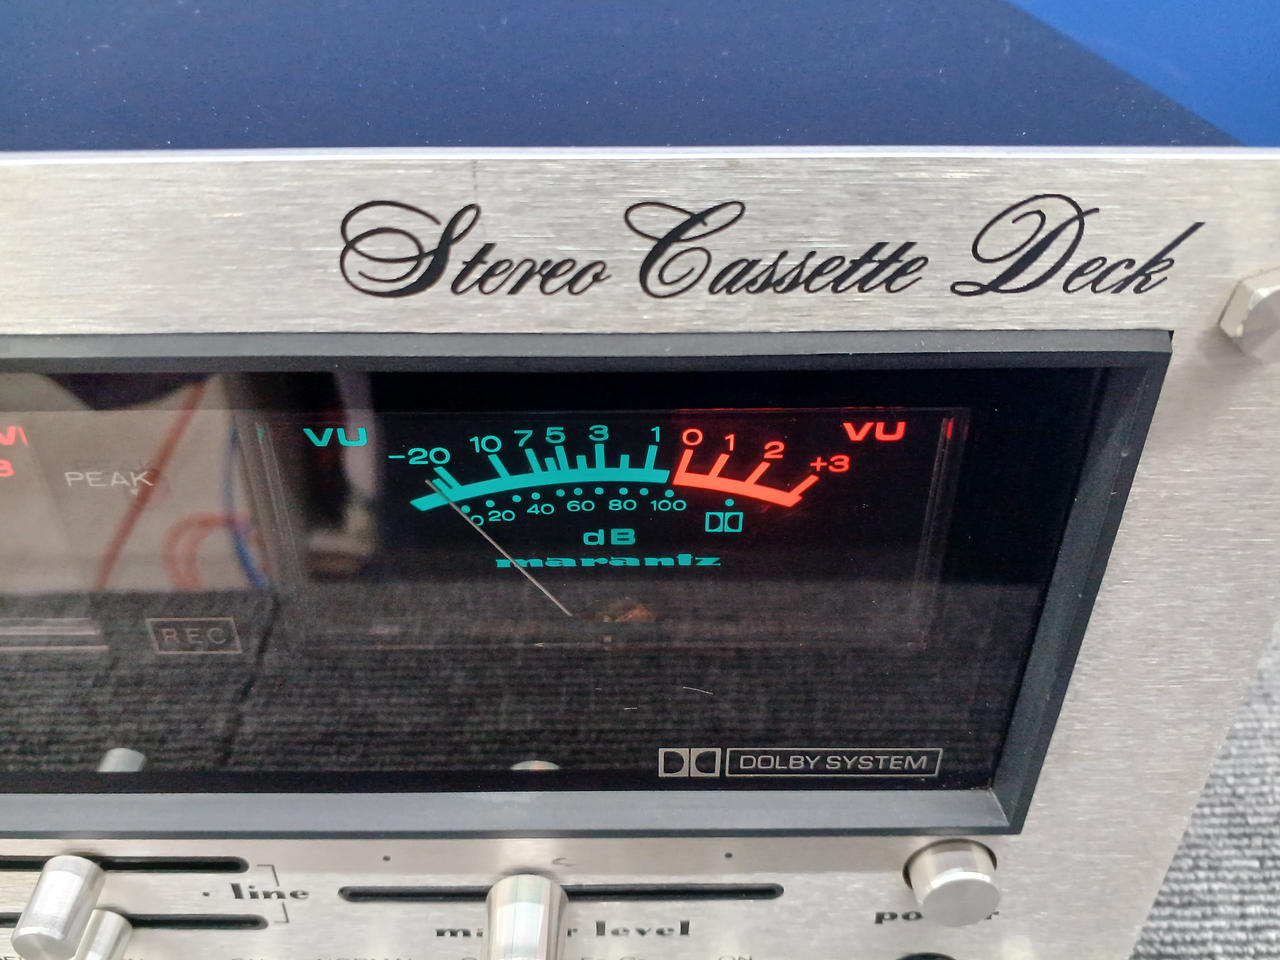 Stereo Cassette Deck
VU VU
-20 10 7 5 3 1 0 1 2 +3
PEAK
0 20 40 60 80 100
dB
marantz
REC
DOLBY SYSTEM
line
level